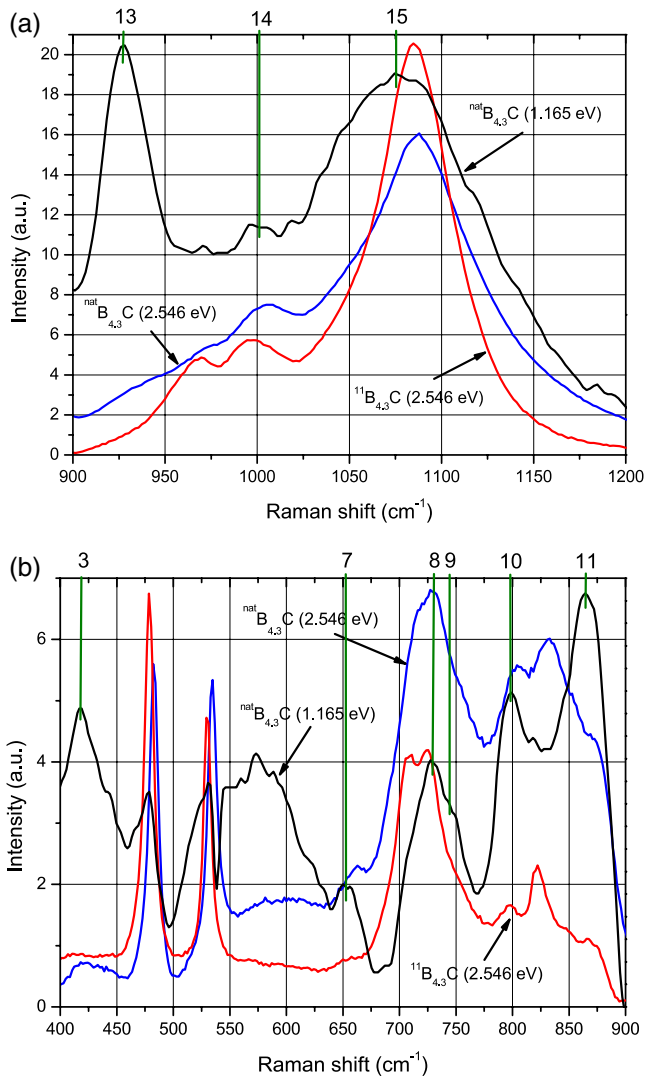 (a) 13 14 15
20
18
16
14
12
10
8
6
4
2
0
Intensity (a.u.)
natB4.3C (1.165 eV)
natB4.3C (2.546 eV)
11B4.3C (2.546 eV)
900 950 1000 1050 1100 1150 1200
Raman shift (cm-1)
(b) 3 7 8 9 10 11
6
4
2
0
Intensity (a.u.)
natB4.3C (2.546 eV)
natB4.3C (1.165 eV)
11B4.3C (2.546 eV)
400 450 500 550 600 650 700 750 800 850 900
Raman shift (cm-1)